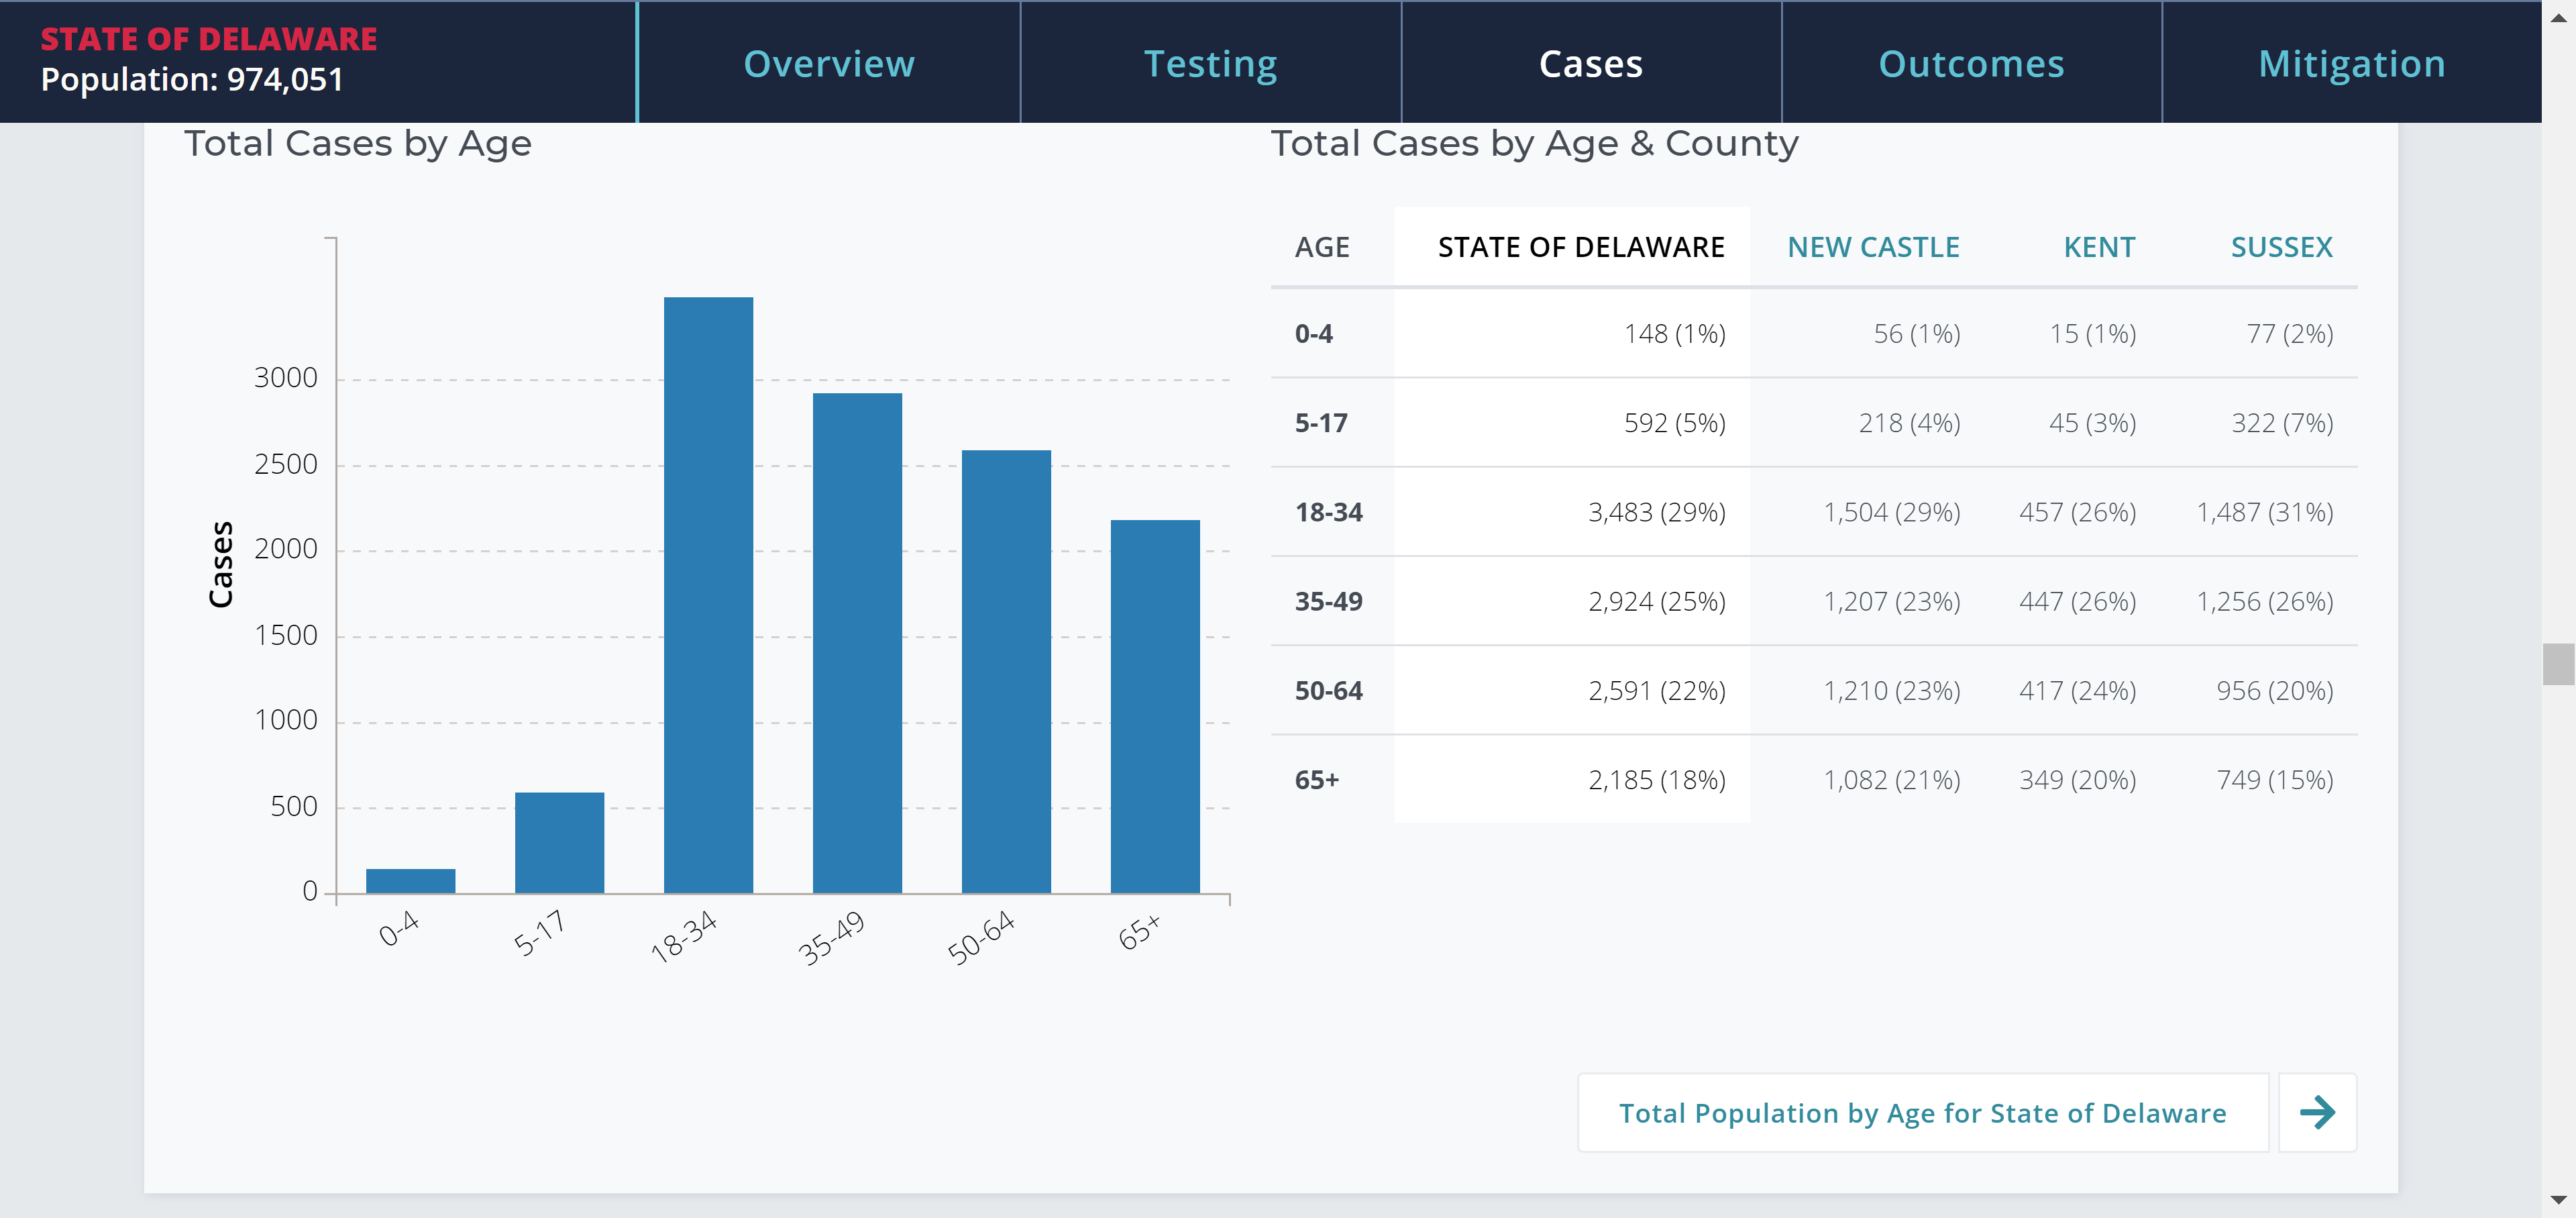 STATE OF DELAWARE
Population: 974,051
Overview
Testing
Cases
Outcomes
Mitigation
Total Cases by Age
Cases
3000
2500
2000
1500
1000
500
0
0-4
5-17
18-34
35-49
50-64
65+
Total Cases by Age & County
AGE STATE OF DELAWARE NEW CASTLE KENT SUSSEX
0-4 148 (1%) 56 (1%) 15 (1%) 77 (2%)
5-17 592 (5%) 218 (4%) 45 (3%) 322 (7%)
18-34 3,483 (29%) 1,504 (29%) 457 (26%) 1,487 (31%)
35-49 2,924 (25%) 1,207 (23%) 447 (26%) 1,256 (26%)
50-64 2,591 (22%) 1,210 (23%) 417 (24%) 956 (20%)
65+ 2,185 (18%) 1,082 (21%) 349 (20%) 749 (15%)
Total Population by Age for State of Delaware